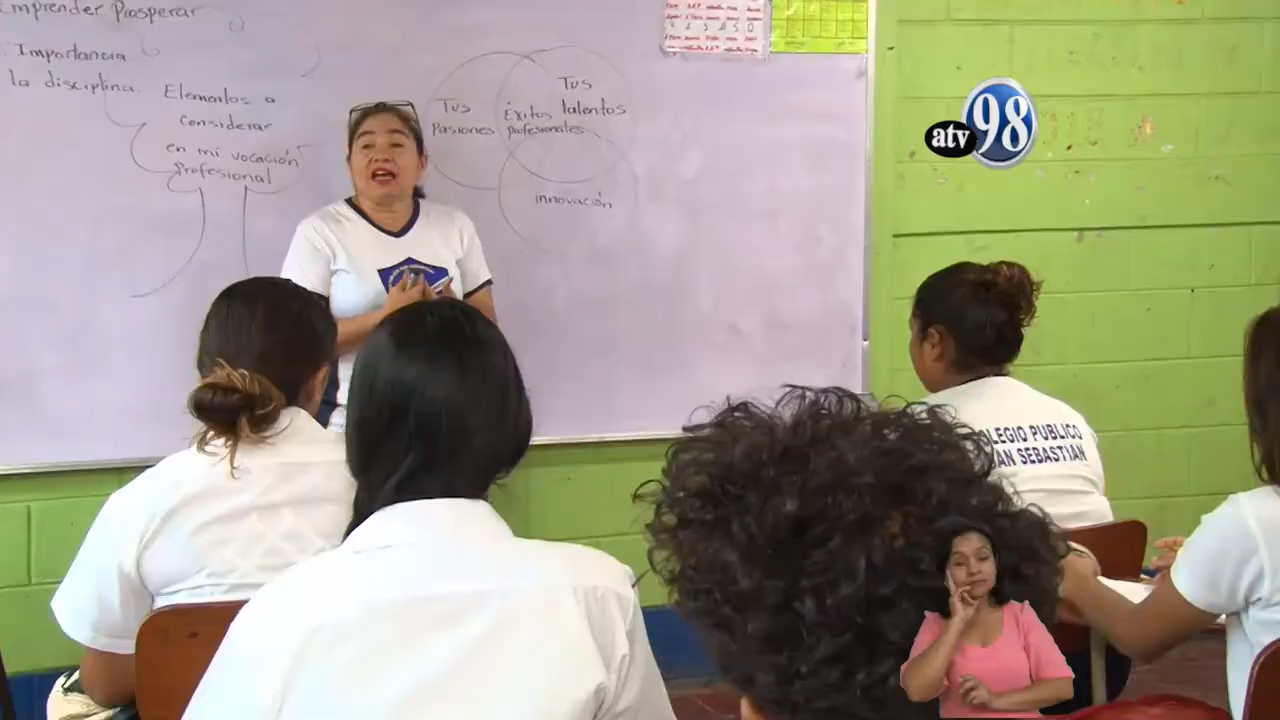 Emprender Prosperar
: Importancia
la disciplina.
Elementos a
considerar
en mi vocación
Profesional
Tus
Pasiones
Éxitos
profesionales
Tus
talentos
innovación
atv 98
COLEGIO PUBLICO
SAN SEBASTIAN